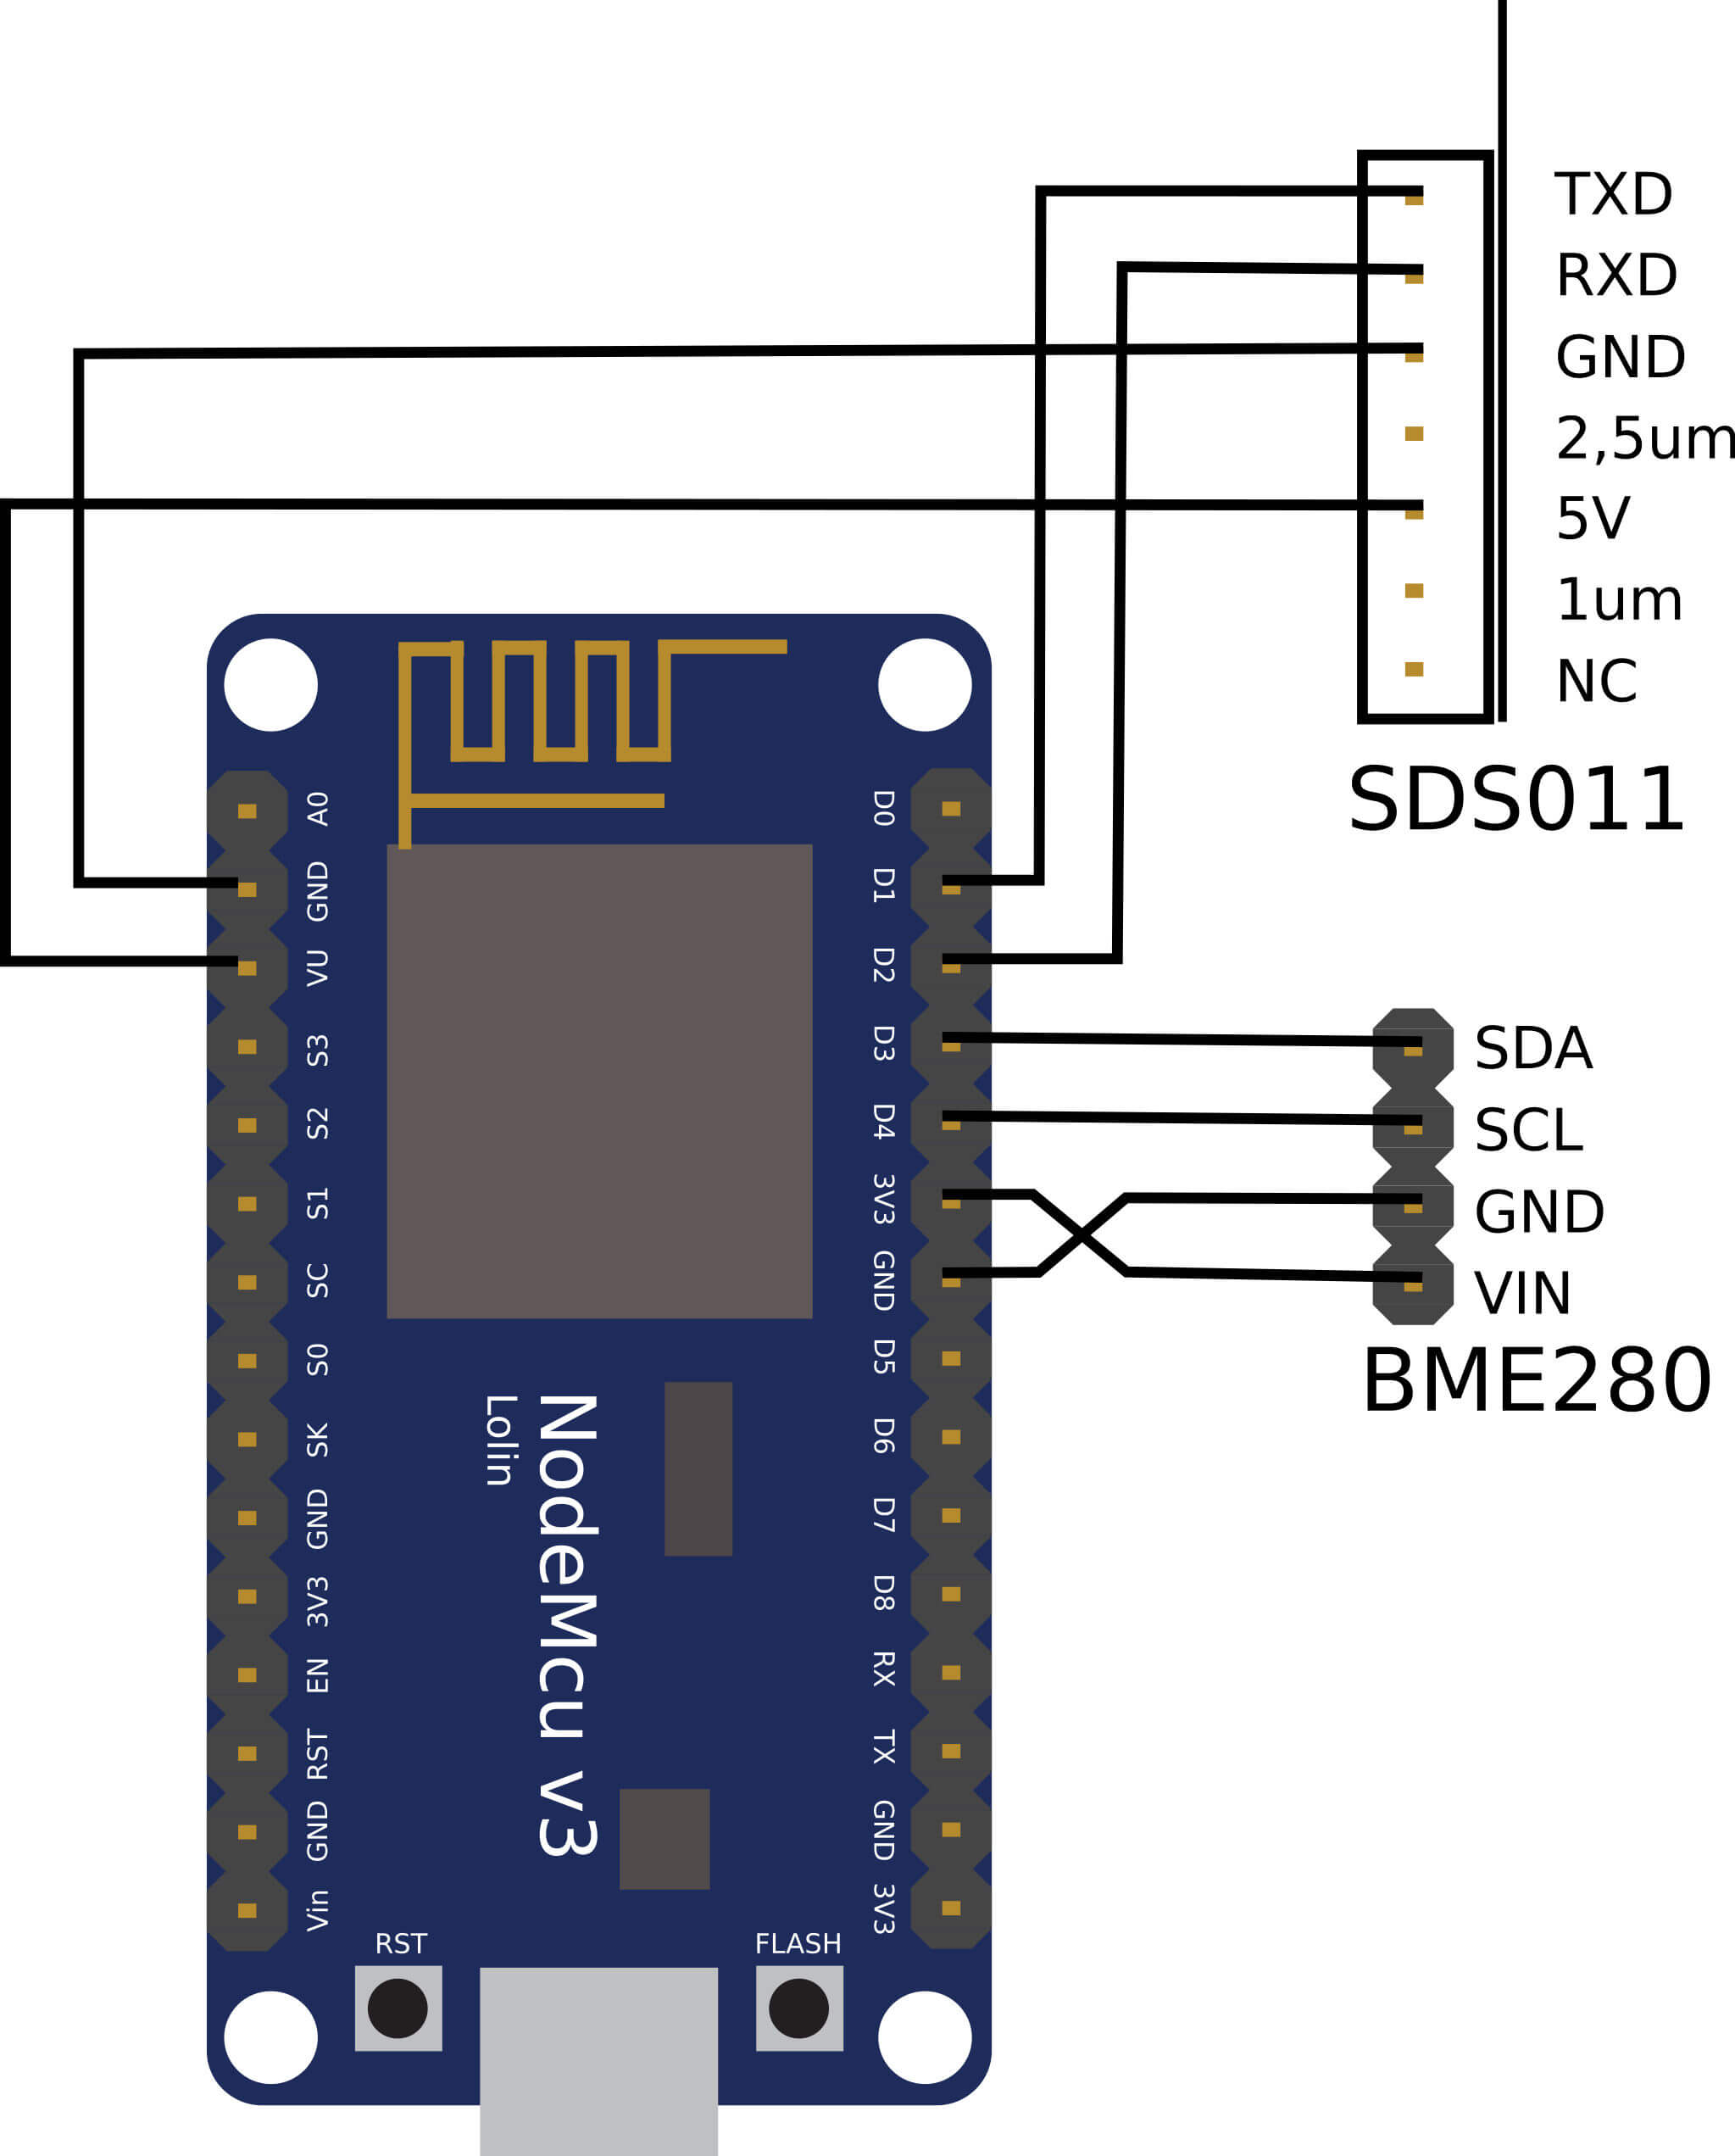 TXD
RXD
GND
2,5um
5V
1um
NC
SDS011
A0
GND
VU
S3
S2
S1
SC
S0
SK
GND
3V3
EN
RST
GND
Vin
D0
D1
D2
D3
D4
3V3
GND
D5
D6
D7
D8
RX
TX
GND
3V3
SDA
SCL
GND
VIN
BME280
NodeMcu v3
Lolin
RST
FLASH